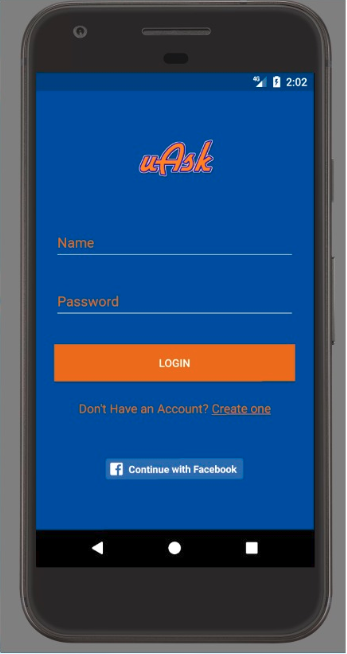 4G 2:02
uAsk
Name
Password
LOGIN
Don't Have an Account? Create one
f Continue with Facebook